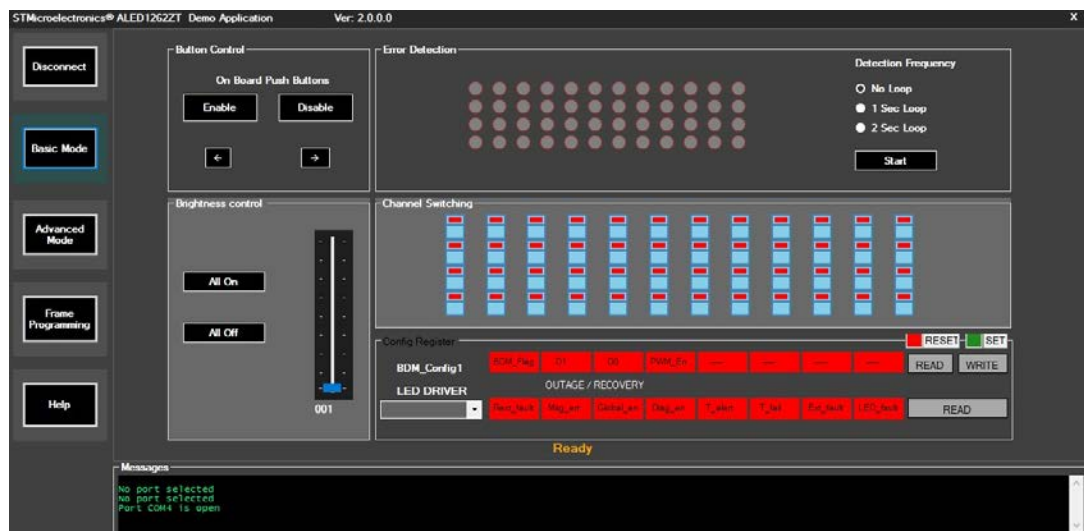 STMicroelectronics® ALED1262ZT Demo Application Ver: 2.0.0.0 X
Disconnect
Basic Mode
Advanced
Mode
Frame
Programming
Help
Button Control
On Board Push Buttons
Enable Disable
← →
Error Detection
Detection Frequency
No Loop
1 Sec Loop
2 Sec Loop
Start
Brightness control
All On
All Off
001
Channel Switching
Config Register
RESET SET
BDM_Config1 BDM_Flag D1 D0 PWM_En ---- ---- ---- ---- READ WRITE
OUTAGE / RECOVERY
LED DRIVER
Global_en Diag_en T_alert T_fail Ext_fault LED_fault READ
Ready
Messages
No port selected
No port selected
Port COM4 is open